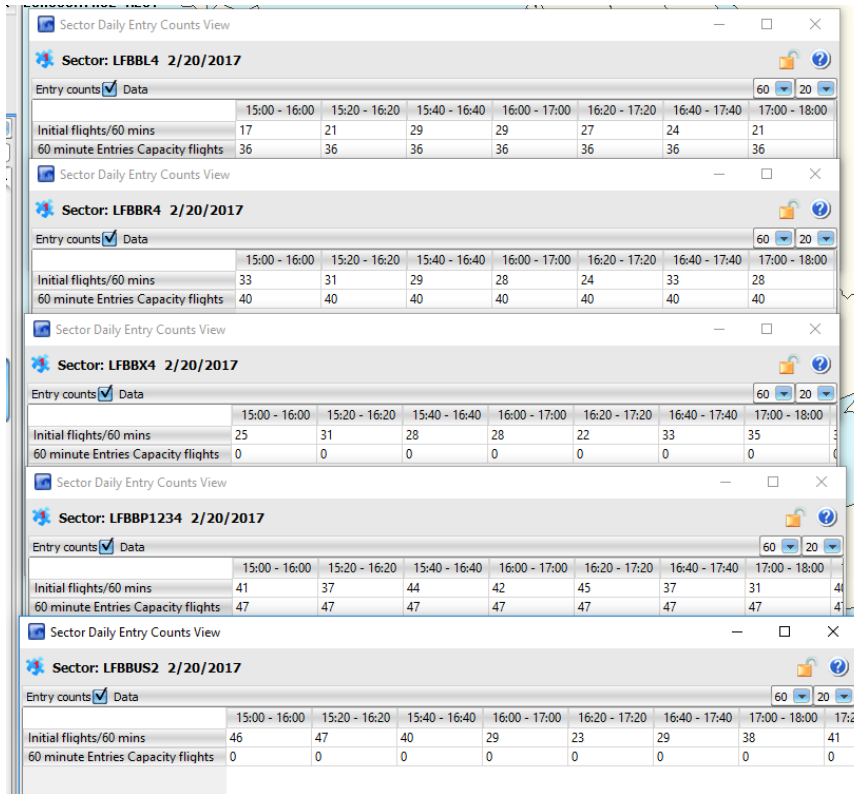 Sector Daily Entry Counts View
Sector: LFBBL4 2/20/2017
Entry counts Data 60 20
15:00 - 16:00 15:20 - 16:20 15:40 - 16:40 16:00 - 17:00 16:20 - 17:20 16:40 - 17:40 17:00 - 18:00
Initial flights/60 mins 17 21 29 29 27 24 21
60 minute Entries Capacity flights 36 36 36 36 36 36 36
Sector Daily Entry Counts View
Sector: LFBBR4 2/20/2017
Entry counts Data 60 20
15:00 - 16:00 15:20 - 16:20 15:40 - 16:40 16:00 - 17:00 16:20 - 17:20 16:40 - 17:40 17:00 - 18:00
Initial flights/60 mins 33 31 29 28 24 33 28
60 minute Entries Capacity flights 40 40 40 40 40 40 40
Sector Daily Entry Counts View
Sector: LFBBX4 2/20/2017
Entry counts Data 60 20
15:00 - 16:00 15:20 - 16:20 15:40 - 16:40 16:00 - 17:00 16:20 - 17:20 16:40 - 17:40 17:00 - 18:00
Initial flights/60 mins 25 31 28 28 22 33 35
60 minute Entries Capacity flights 0 0 0 0 0 0 0
Sector Daily Entry Counts View
Sector: LFBBP1234 2/20/2017
Entry counts Data 60 20
15:00 - 16:00 15:20 - 16:20 15:40 - 16:40 16:00 - 17:00 16:20 - 17:20 16:40 - 17:40 17:00 - 18:00
Initial flights/60 mins 41 37 44 42 45 37 31
60 minute Entries Capacity flights 47 47 47 47 47 47 47
Sector Daily Entry Counts View
Sector: LFBBUS2 2/20/2017
Entry counts Data 60 20
15:00 - 16:00 15:20 - 16:20 15:40 - 16:40 16:00 - 17:00 16:20 - 17:20 16:40 - 17:40 17:00 - 18:00 17:2
Initial flights/60 mins 46 47 40 29 23 29 38 41
60 minute Entries Capacity flights 0 0 0 0 0 0 0 0